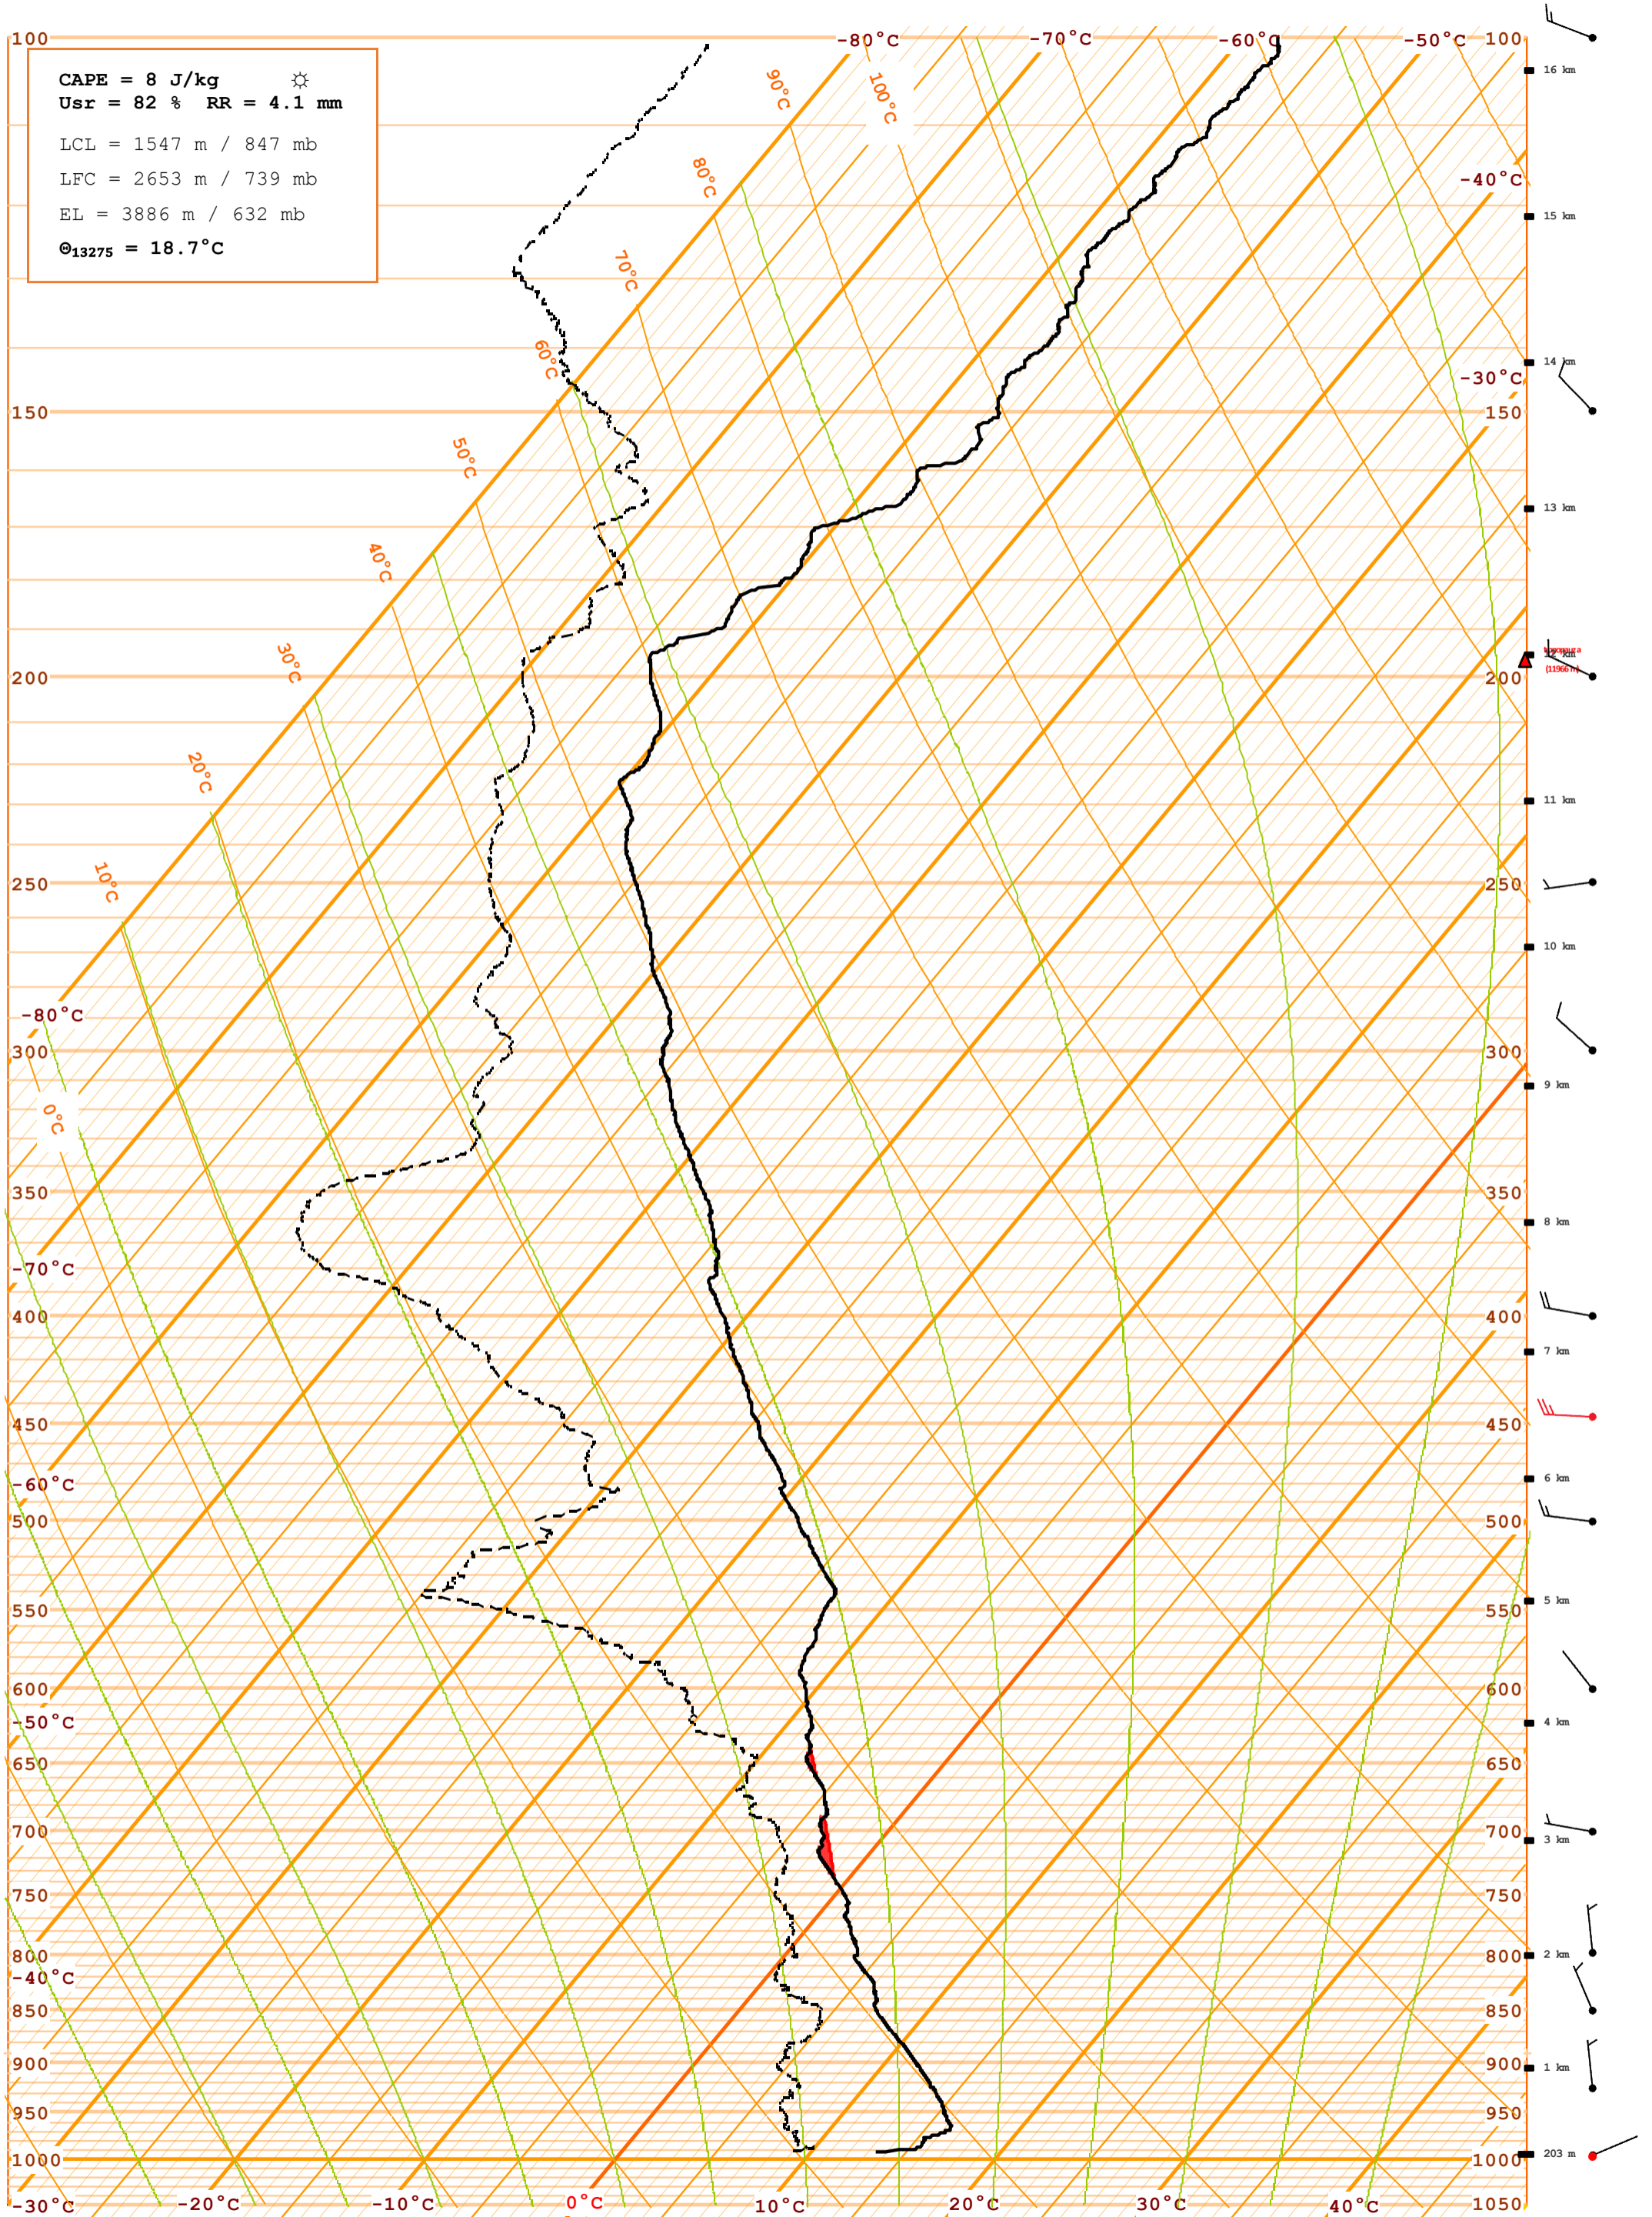 -80°C -70°C -60°C -50°C
100 100
16 km
CAPE = 8 J/kg
Usr = 82 % RR = 4.1 mm
LCL = 1547 m / 847 mb
LFC = 2653 m / 739 mb
EL = 3886 m / 632 mb
Θ13275 = 18.7°C
90°C 100°C
80°C
-40°C
15 km
70°C
60°C
14 km
-30°C
150 150
50°C
13 km
40°C
30°C
12 km
(11966 m)
200 200
20°C
11 km
10°C
250 250
10 km
-80°C
300 300
9 km
0°C
350 350
8 km
-70°C
400 400
7 km
450 450
6 km
-60°C
500 500
5 km
550 550
600 600
-50°C
4 km
650 650
700 700
3 km
750 750
800 800
2 km
-40°C
850 850
900 900
1 km
950 950
203 m
1000 1000
-30°C -20°C -10°C 0°C 10°C 20°C 30°C 40°C 1050